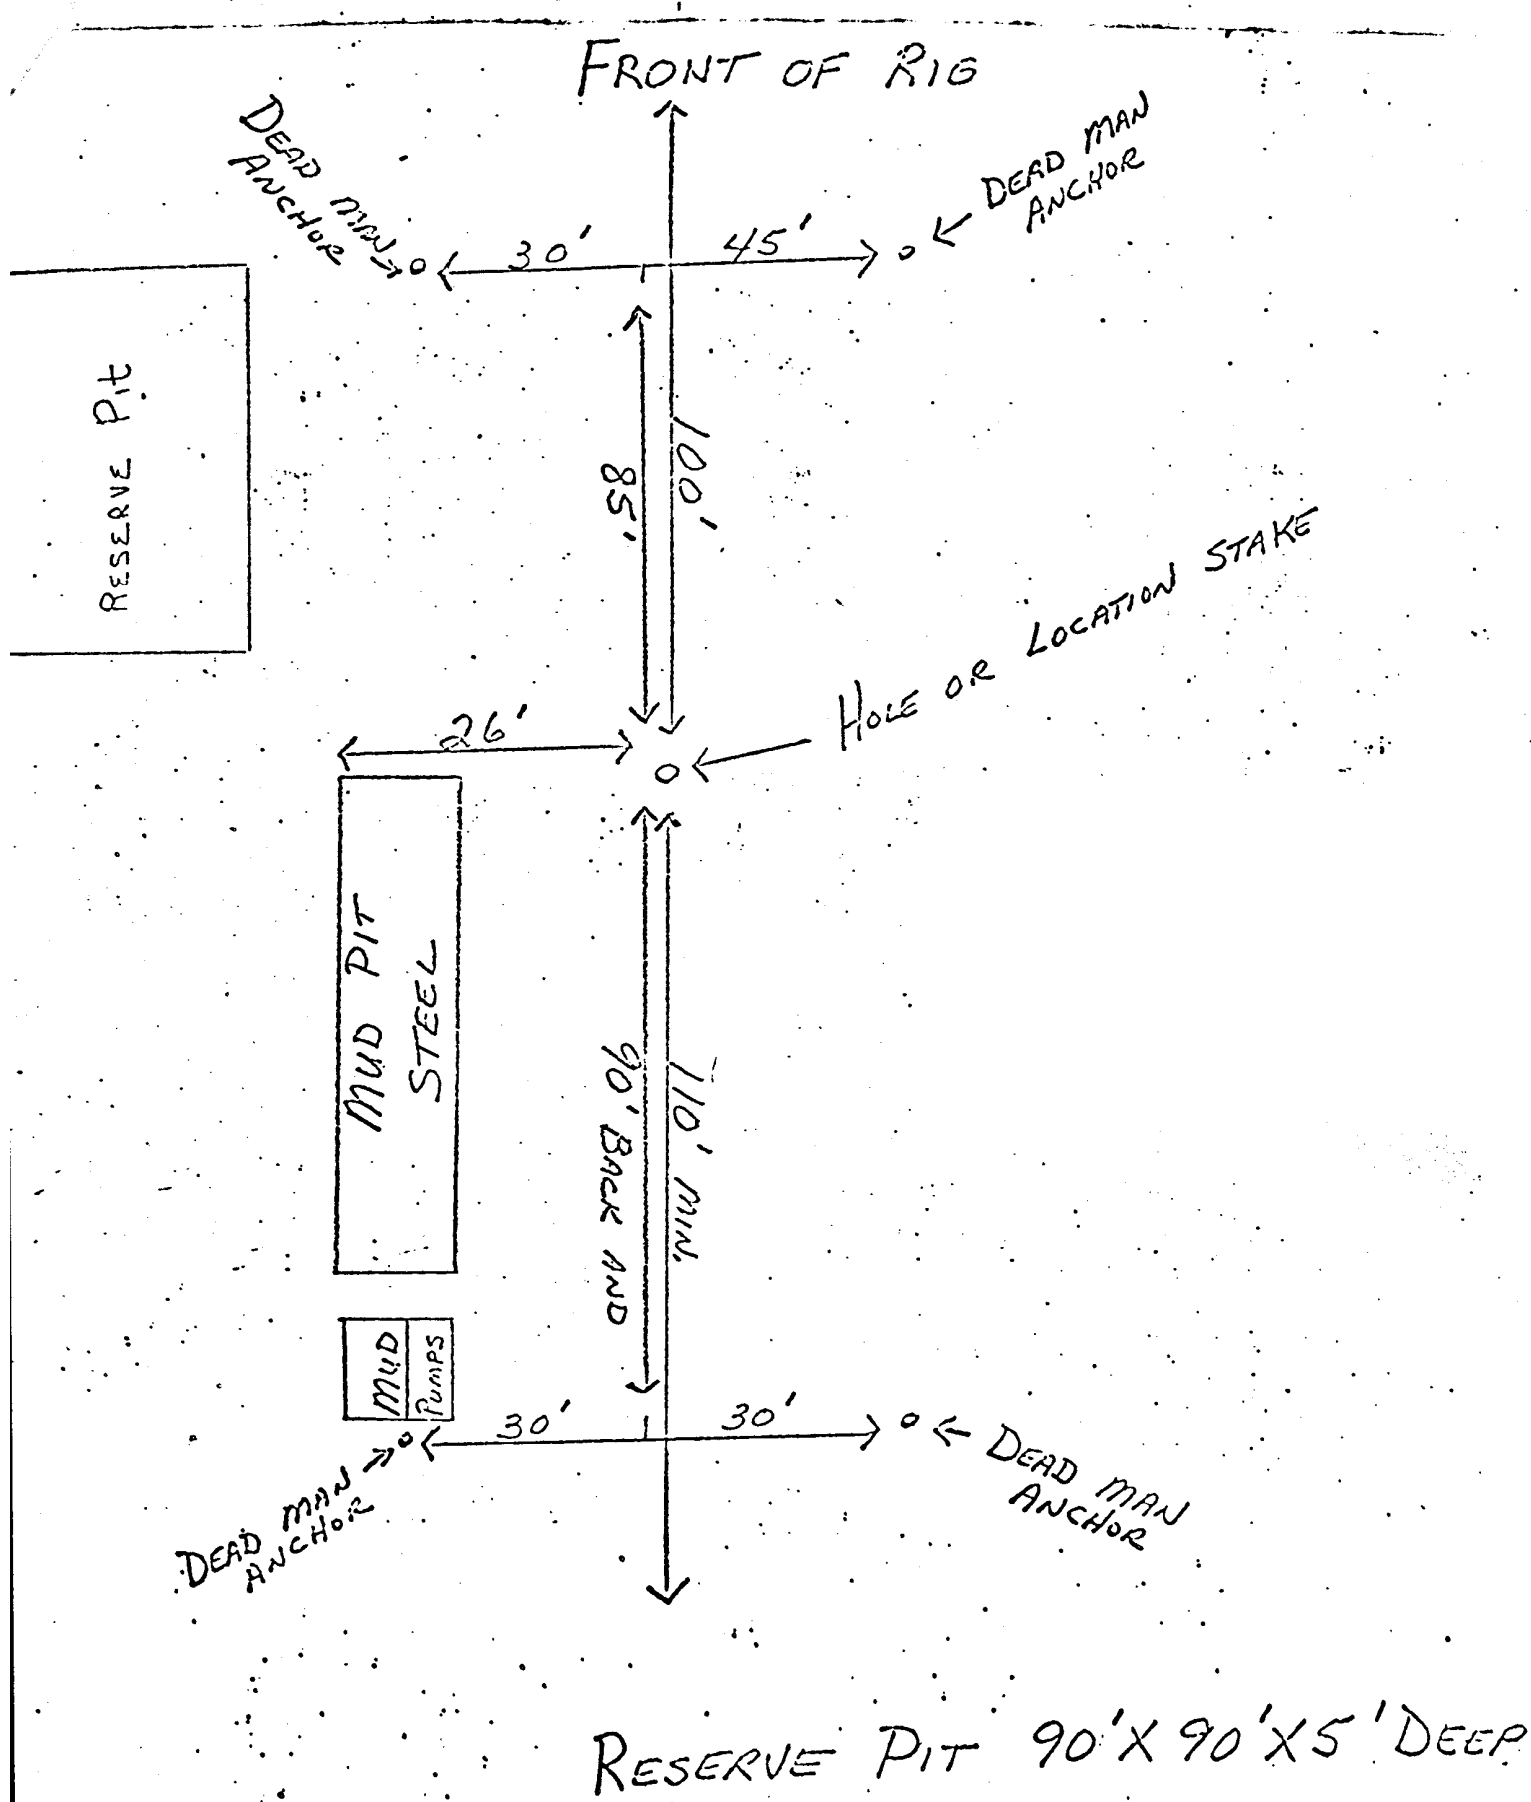 FRONT OF RIG
DEAD MAN
ANCHOR
DEAD MAN
ANCHOR
30'
45'
RESERVE Pit
85'
100'
HOLE OR LOCATION STAKE
26'
MUD PIT
STEEL
90' BACK AND
110' MIN.
MUD
PUMPS
30'
30'
DEAD MAN
ANCHOR
DEAD MAN
ANCHOR
RESERVE PIT 90'X90'X5' DEEP